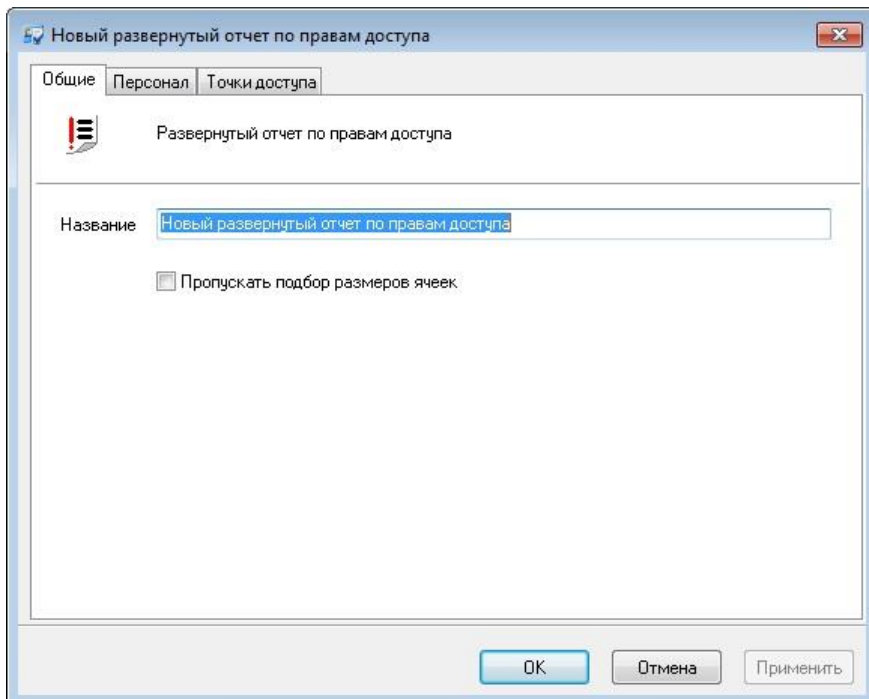 Новый развернутый отчет по правам доступа
Общие Персонал Точки доступа
Развернутый отчет по правам доступа
Название Новый развернутый отчет по правам доступа
Пропускать подбор размеров ячеек
OK Отмена Применить